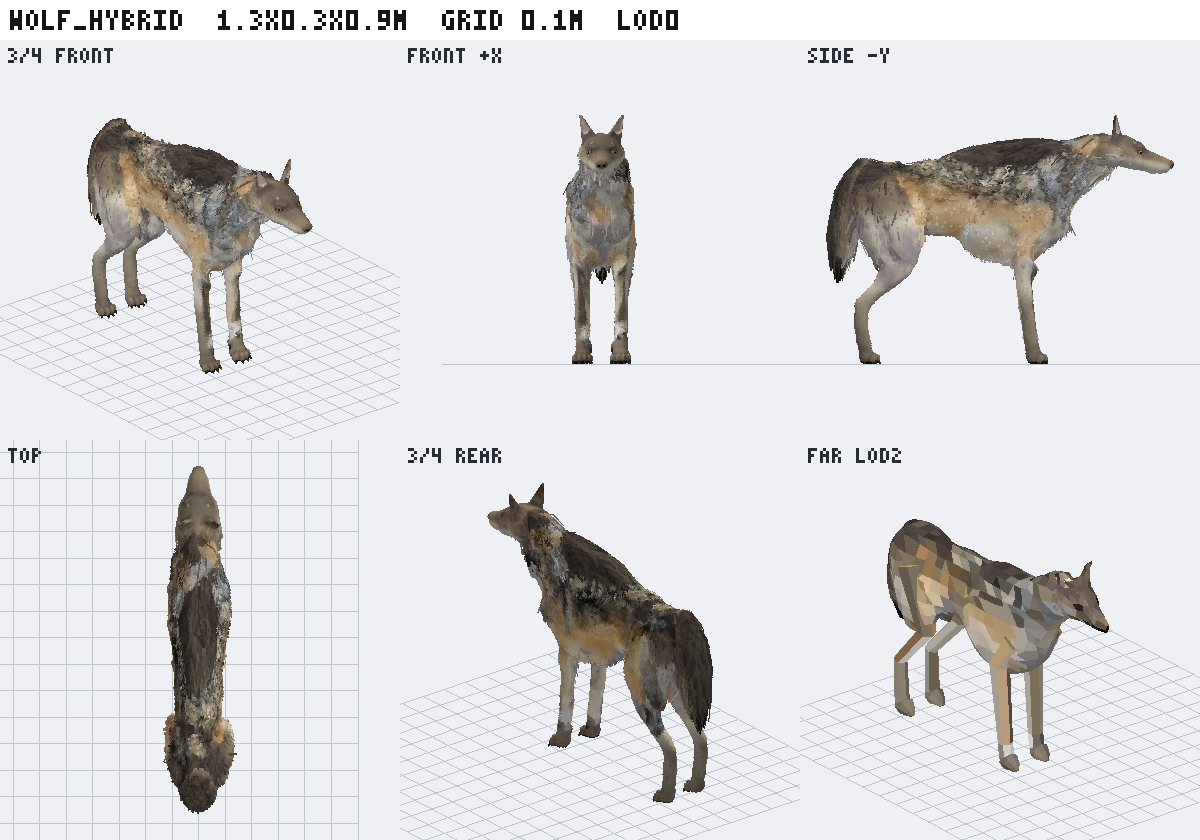 WOLF_HYBRID 1.3X0.3X0.9M GRID 0.1M LOD0
3/4 FRONT
FRONT +X
SIDE -Y
TOP
3/4 REAR
FAR LOD2